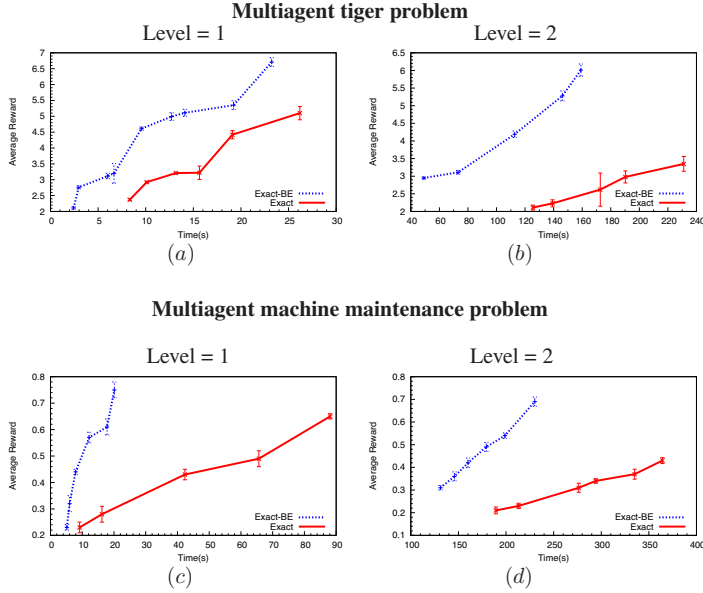 Multiagent tiger problem
Level = 1
Level = 2
7
6.5
6
5.5
5
4.5
4
3.5
3
2.5
2
Average Reward
Exact-BE
Exact
0 5 10 15 20 25 30
Time(s)
(a)
6.5
6
5.5
5
4.5
4
3.5
3
2.5
2
Average Reward
Exact-BE
Exact
40 60 80 100 120 140 160 180 200 220 240
Time(s)
(b)
Multiagent machine maintenance problem
Level = 1
Level = 2
0.8
0.7
0.6
0.5
0.4
0.3
0.2
Average Reward
Exact-BE
Exact
0 10 20 30 40 50 60 70 80 90
Time(s)
(c)
0.8
0.7
0.6
0.5
0.4
0.3
0.2
0.1
Average Reward
Exact-BE
Exact
100 150 200 250 300 350 400
Time(s)
(d)